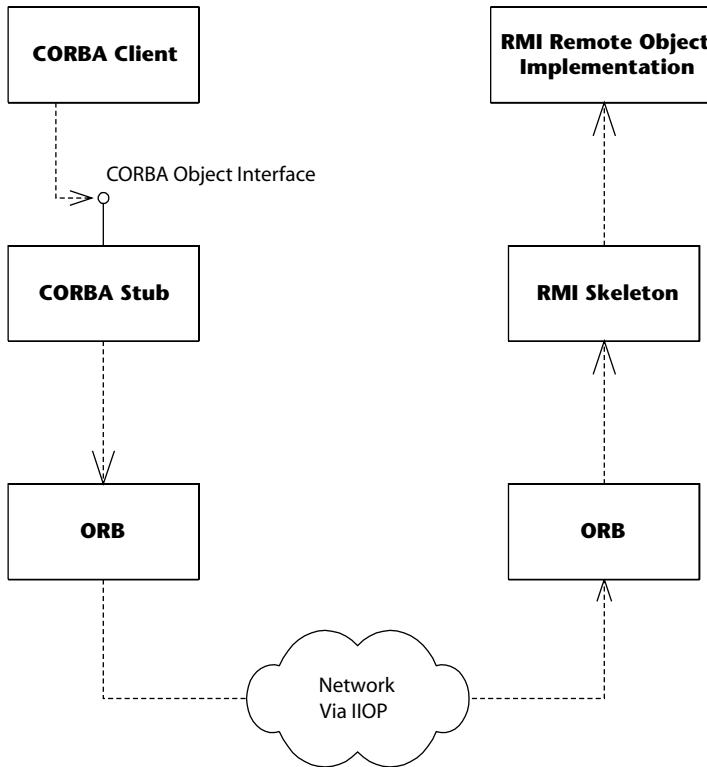 CORBA Client
RMI Remote Object
Implementation
CORBA Object Interface
CORBA Stub
RMI Skeleton
ORB
ORB
Network
Via IIOP